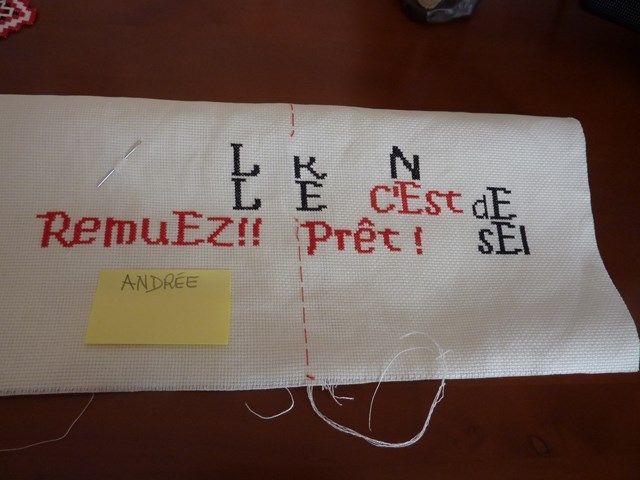 L K N
L E c'Est dE
RemuEz!! Prêt ! sEl
ANDRÉE